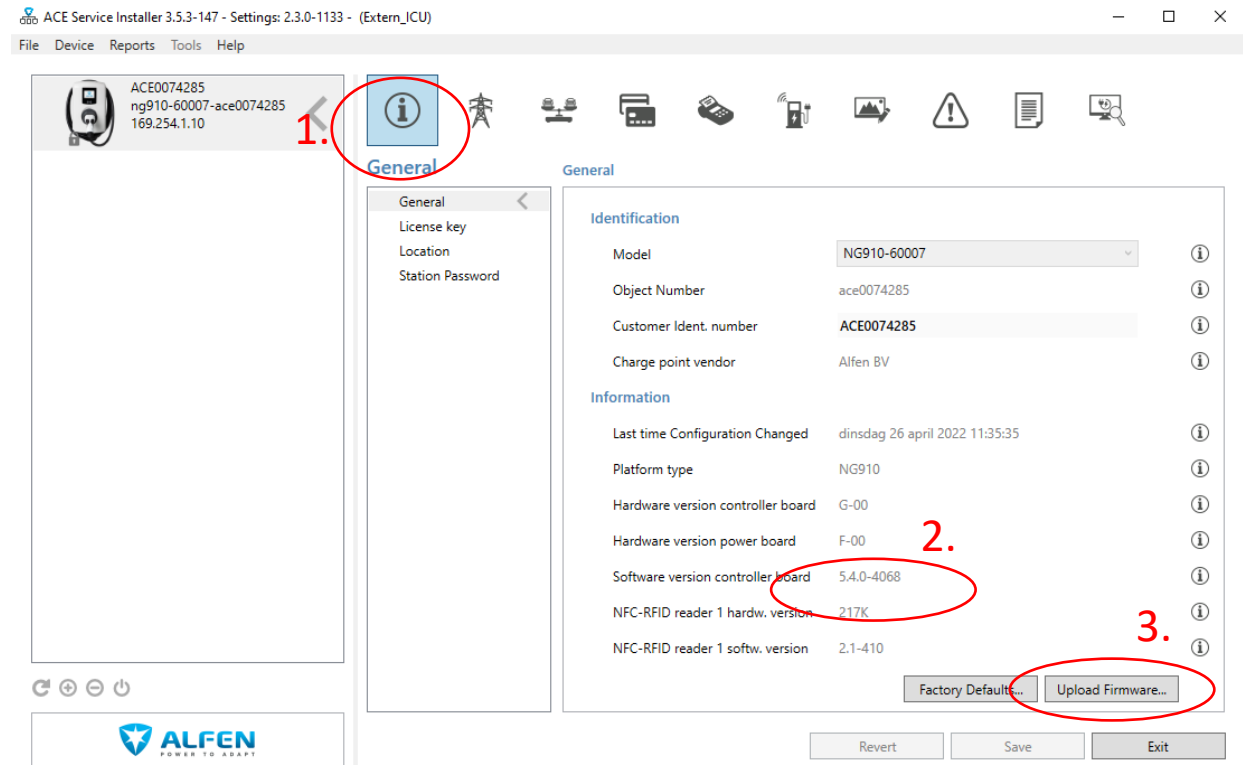 ACE Service Installer 3.5.3-147 - Settings: 2.3.0-1133 - (Extern_ICU)
File Device Reports Tools Help
ACE0074285
ng910-60007-ace0074285
169.254.1.10
1.
General
General
License key
Location
Station Password
General
Identification
Model NG910-60007
Object Number ace0074285
Customer Ident. number ACE0074285
Charge point vendor Alfen BV
Information
Last time Configuration Changed dinsdag 26 april 2022 11:35:35
Platform type NG910
Hardware version controller board G-00
Hardware version power board F-00
2.
Software version controller board 5.4.0-4068
NFC-RFID reader 1 hardw. version 217K
3.
NFC-RFID reader 1 softw. version 2.1-410
Factory Defaults... Upload Firmware...
ALFEN
POWER TO ADAPT
Revert Save Exit